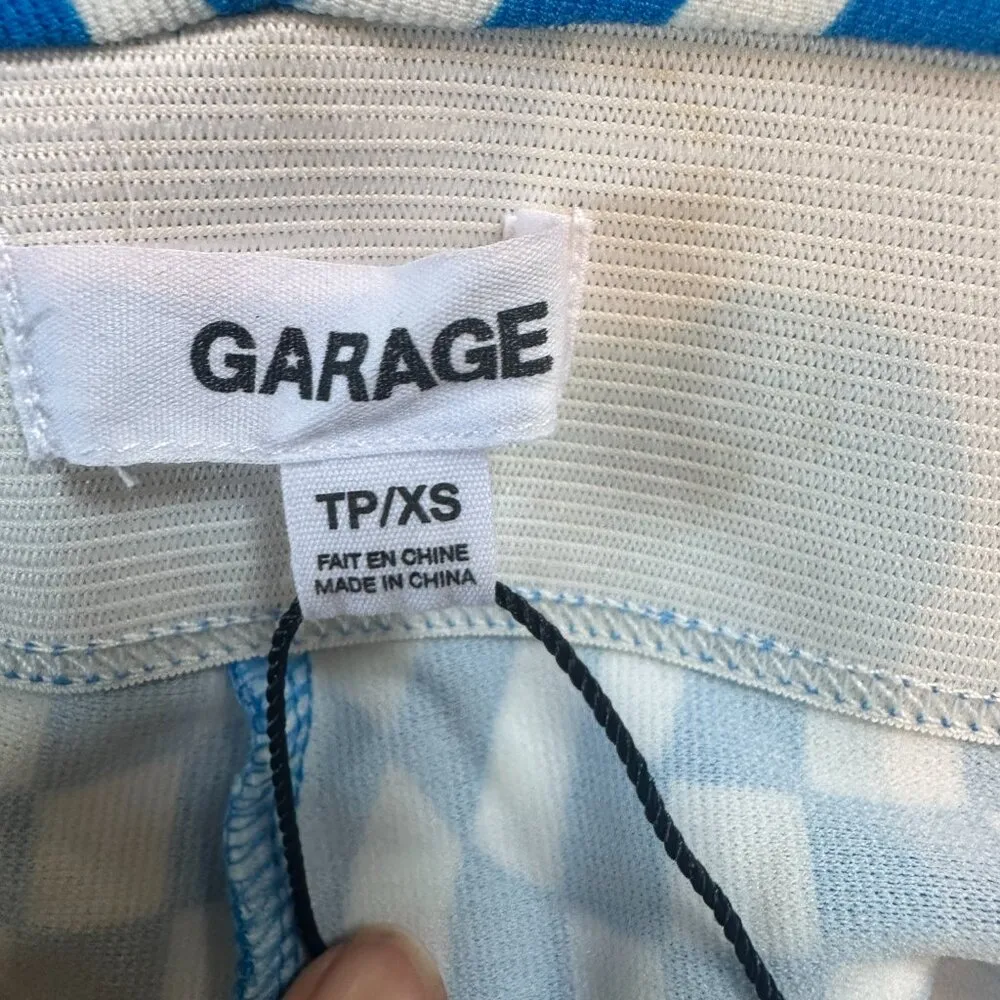 GARAGE
TP/XS
FAIT EN CHINE
MADE IN CHINA